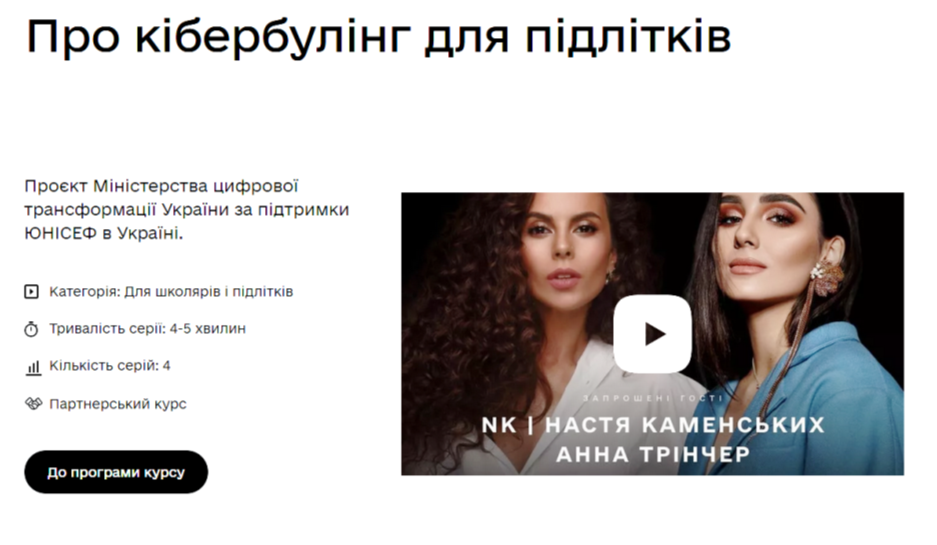 Про кібербулінг для підлітків
Проєкт Міністерства цифрової
трансформації України за підтримки
ЮНІСЕФ в Україні.
Категорія: Для школярів і підлітків
Тривалість серії: 4-5 хвилин
Кількість серій: 4
Партнерський курс
До програми курсу
ЗАПРОШЕНІ ГОСТІ
NK | НАСТЯ КАМЕНСЬКИХ
АННА ТРІНЧЕР